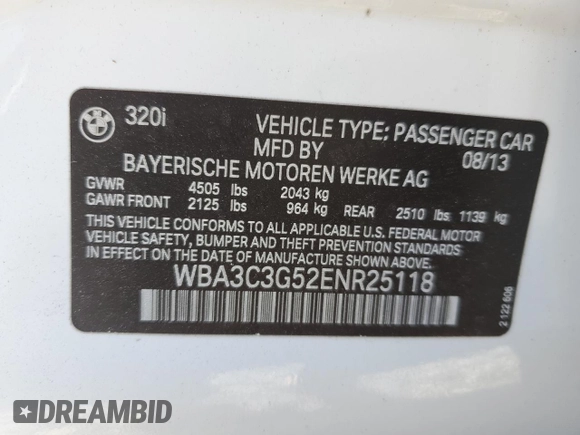 BMW
320i
VEHICLE TYPE: PASSENGER CAR
MFD BY 08/13
BAYERISCHE MOTOREN WERKE AG
GVWR 4505 lbs 2043 kg
GAWR FRONT 2125 lbs 964 kg REAR 2510 lbs 1139 kg
THIS VEHICLE CONFORMS TO ALL APPLICABLE U.S. FEDERAL MOTOR
VEHICLE SAFETY, BUMPER AND THEFT PREVENTION STANDARDS
IN EFFECT ON THE DATE OF MANUFACTURE SHOWN ABOVE.
WBA3C3G52ENR25118
2 122 606
DREAMBID